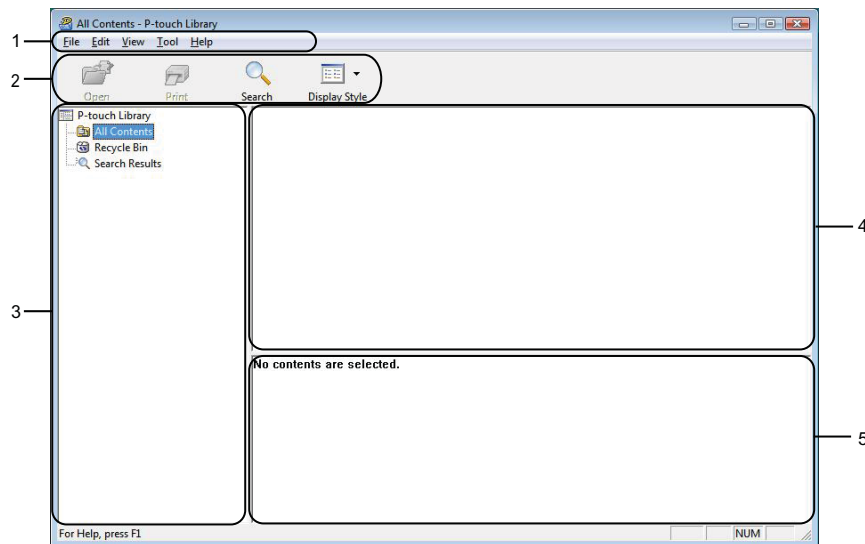 All Contents - P-touch Library
1
File Edit View Tool Help
2
Open Print Search Display Style
P-touch Library
All Contents
Recycle Bin
Search Results
3
4
No contents are selected.
5
For Help, press F1
NUM